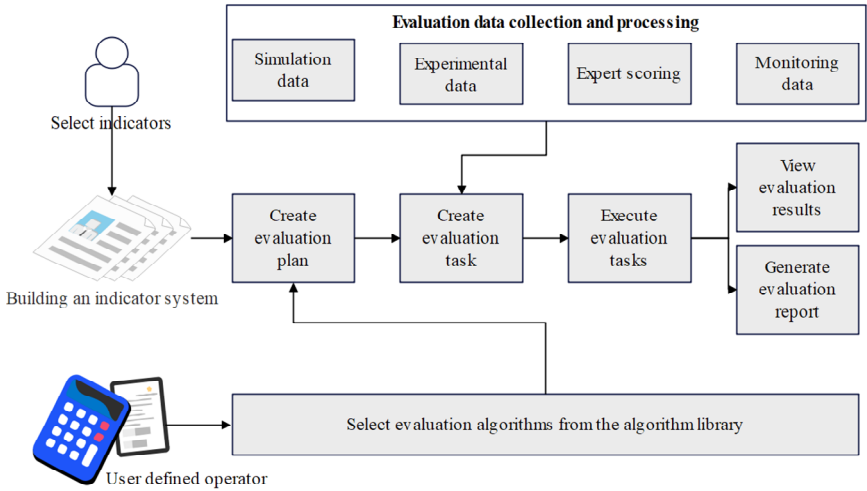 Evaluation data collection and processing
Simulation
data
Experimental
data
Expert scoring
Monitoring
data
Select indicators
Building an indicator system
Create
evaluation
plan
Create
evaluation
task
Execute
evaluation
tasks
View
evaluation
results
Generate
evaluation
report
Select evaluation algorithms from the algorithm library
User defined operator